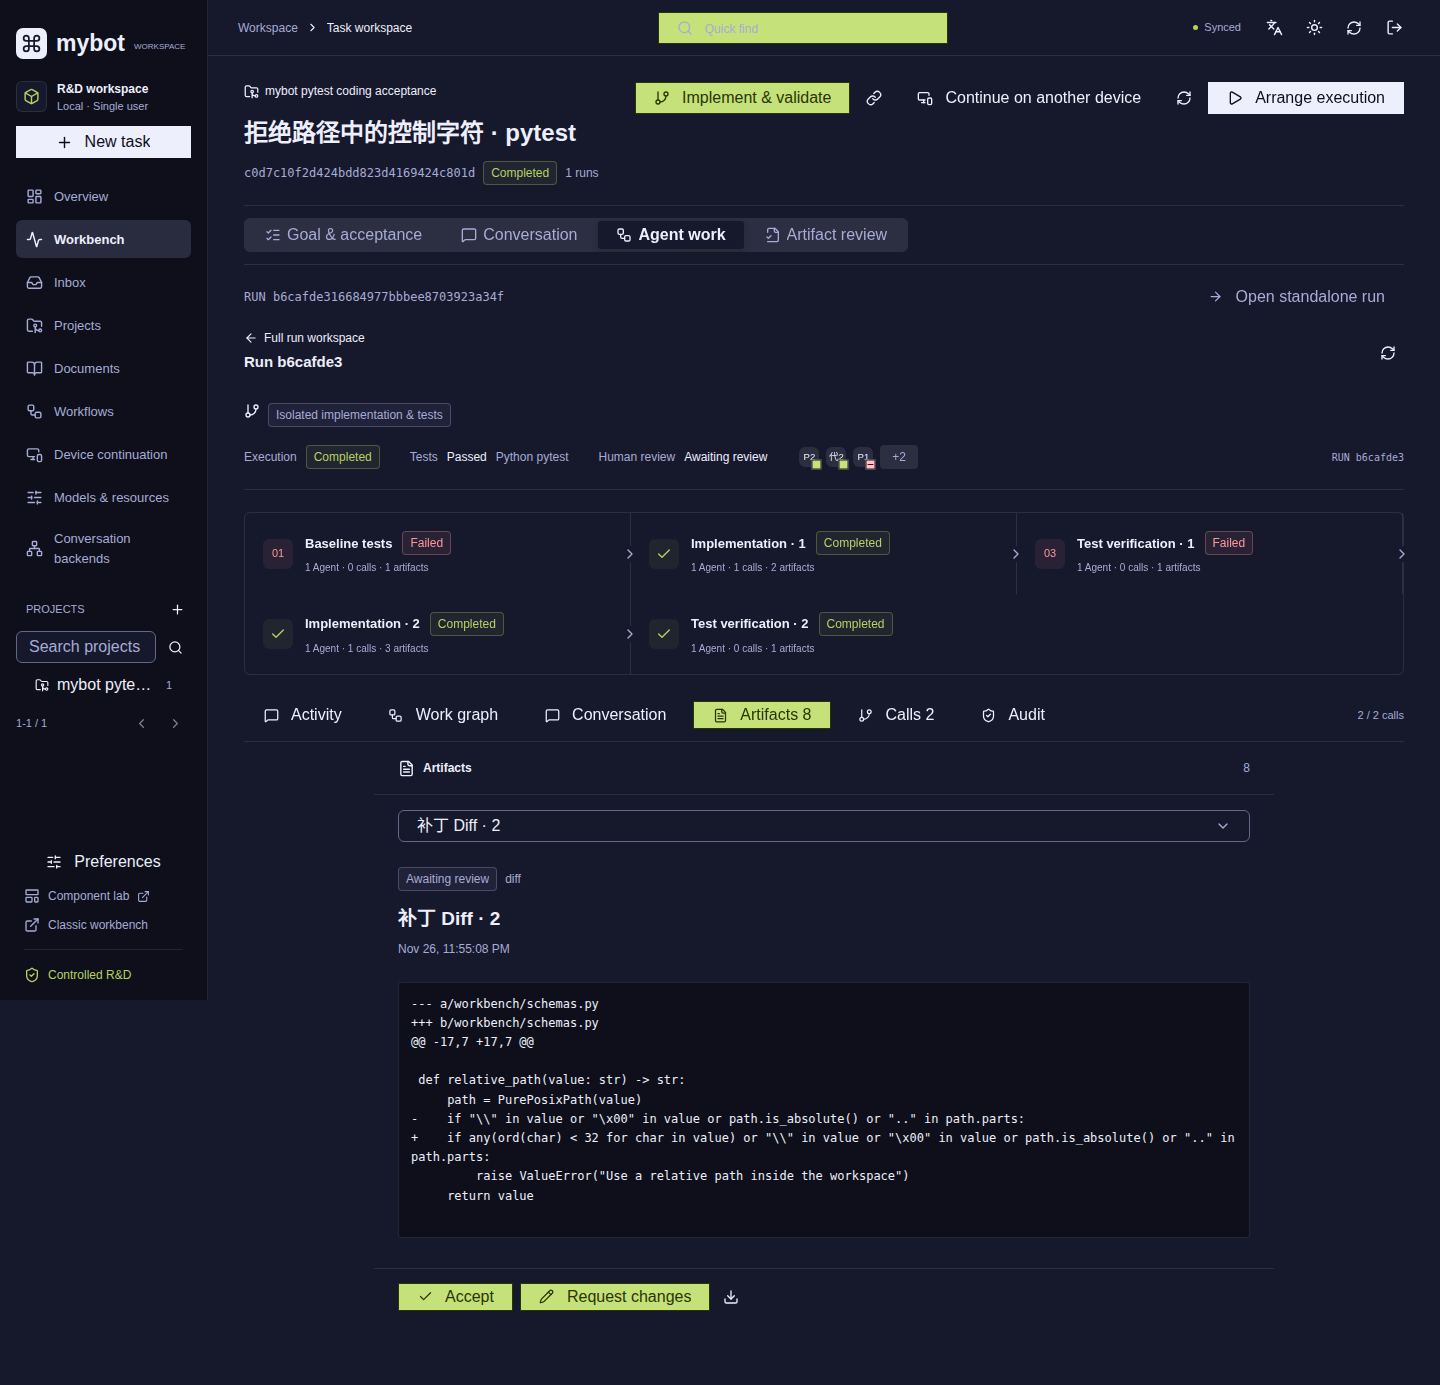 mybot WORKSPACE
R&D workspace
Local · Single user
New task
Overview
Workbench
Inbox
Projects
Documents
Workflows
Device continuation
Models & resources
Conversation
backends
PROJECTS
Search projects
mybot pyte… 1
1-1 / 1
Preferences
Component lab
Classic workbench
Controlled R&D
Workspace Task workspace
Quick find
Synced
mybot pytest coding acceptance
Implement & validate
Continue on another device
Arrange execution
拒绝路径中的控制字符 · pytest
c0d7c10f2d424bdd823d4169424c801d Completed 1 runs
Goal & acceptance Conversation Agent work Artifact review
RUN b6cafde316684977bbbee8703923a34f
Open standalone run
Full run workspace
Run b6cafde3
Isolated implementation & tests
Execution Completed Tests Passed Python pytest Human review Awaiting review P2 代2 P1 +2 RUN b6cafde3
01 Baseline tests Failed
1 Agent · 0 calls · 1 artifacts
Implementation · 1 Completed
1 Agent · 1 calls · 2 artifacts
03 Test verification · 1 Failed
1 Agent · 0 calls · 1 artifacts
Implementation · 2 Completed
1 Agent · 1 calls · 3 artifacts
Test verification · 2 Completed
1 Agent · 0 calls · 1 artifacts
Activity Work graph Conversation Artifacts 8 Calls 2 Audit 2 / 2 calls
Artifacts 8
补丁 Diff · 2
Awaiting review diff
补丁 Diff · 2
Nov 26, 11:55:08 PM
--- a/workbench/schemas.py
+++ b/workbench/schemas.py
@@ -17,7 +17,7 @@
def relative_path(value: str) -> str:
path = PurePosixPath(value)
-    if "\\" in value or "\x00" in value or path.is_absolute() or ".." in path.parts:
+    if any(ord(char) < 32 for char in value) or "\\" in value or "\x00" in value or path.is_absolute() or ".." in
path.parts:
raise ValueError("Use a relative path inside the workspace")
return value
Accept Request changes